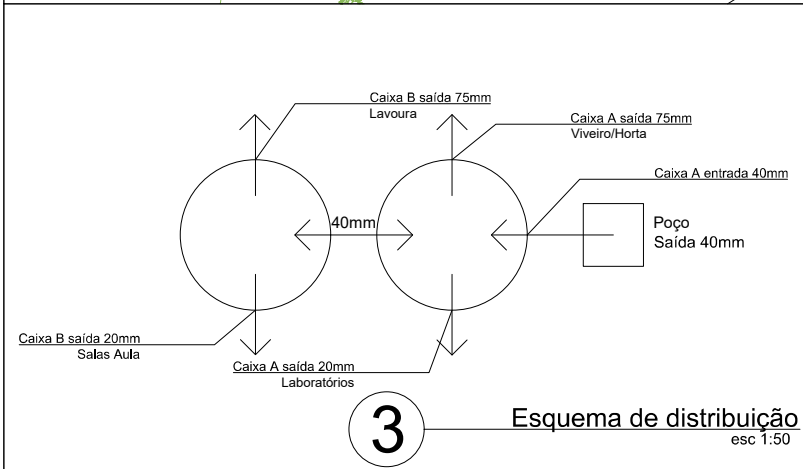 Caixa B saída 75mm
Lavoura
Caixa A saída 75mm
Viveiro/Horta
Caixa A entrada 40mm
40mm
Poço
Saída 40mm
Caixa B saída 20mm
Salas Aula
Caixa A saída 20mm
Laboratórios
3
Esquema de distribuição
esc 1:50